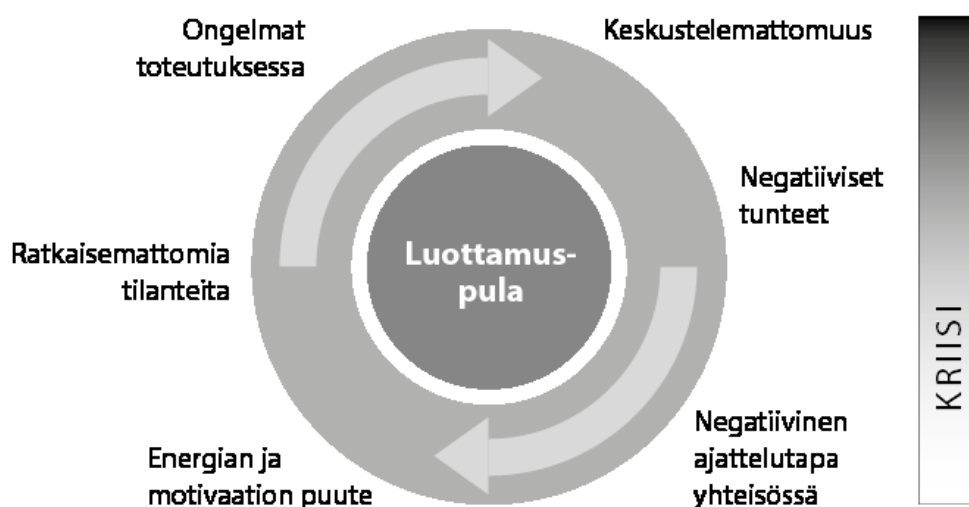 Ongelmat
toteutuksessa
Keskustelemattomuus
Negatiiviset
tunteet
Ratkaisemattomia
tilanteita
Luottamus-
pula
KRIISI
Negatiivinen
ajattelutapa
yhteisössä
Energian ja
motivaation puute